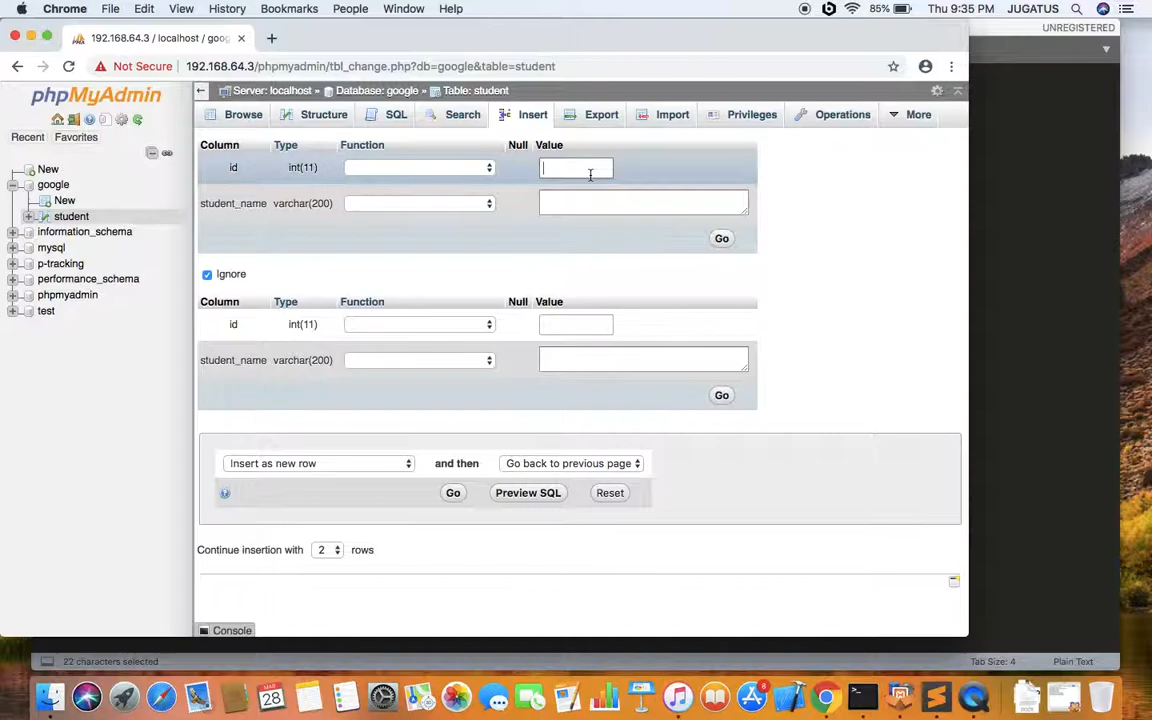 Chrome File Edit View History Bookmarks People Window Help 85% Thu 9:35 PM JUGATUS
UNREGISTERED
192.168.64.3 / localhost / goog
Not Secure 192.168.64.3/phpmyadmin/tbl_change.php?db=google&table=student
phpMyAdmin
Recent Favorites
New
google
New
student
information_schema
mysql
p-tracking
performance_schema
phpmyadmin
test
Server: localhost » Database: google » Table: student
Browse Structure SQL Search Insert Export Import Privileges Operations More
Column Type Function Null Value
id int(11)
student_name varchar(200)
Go
Ignore
Column Type Function Null Value
id int(11)
student_name varchar(200)
Go
Insert as new row and then Go back to previous page
Go Preview SQL Reset
Continue insertion with 2 rows
Console
22 characters selected Tab Size: 4 Plain Text
FEB
28
8